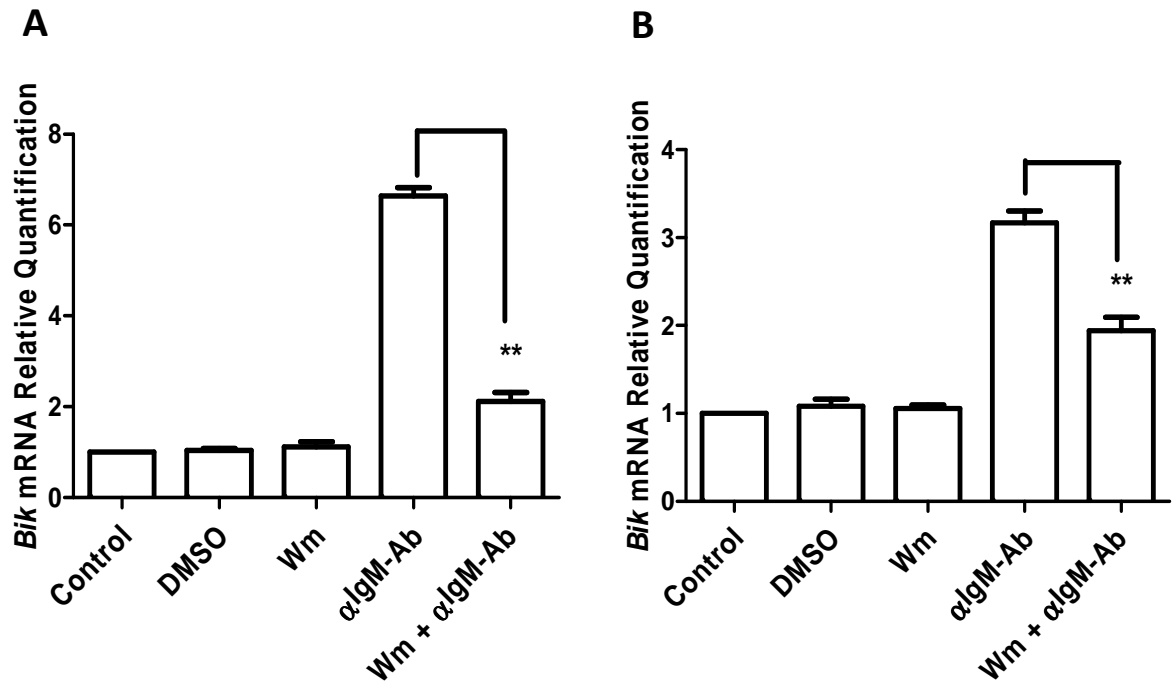 A
Bik mRNA Relative Quantification
8
6
4
2
0
**
Control
DMSO
Wm
αIgM-Ab
Wm + αIgM-Ab
B
Bik mRNA Relative Quantification
4
3
2
1
0
**
Control
DMSO
Wm
αIgM-Ab
Wm + αIgM-Ab